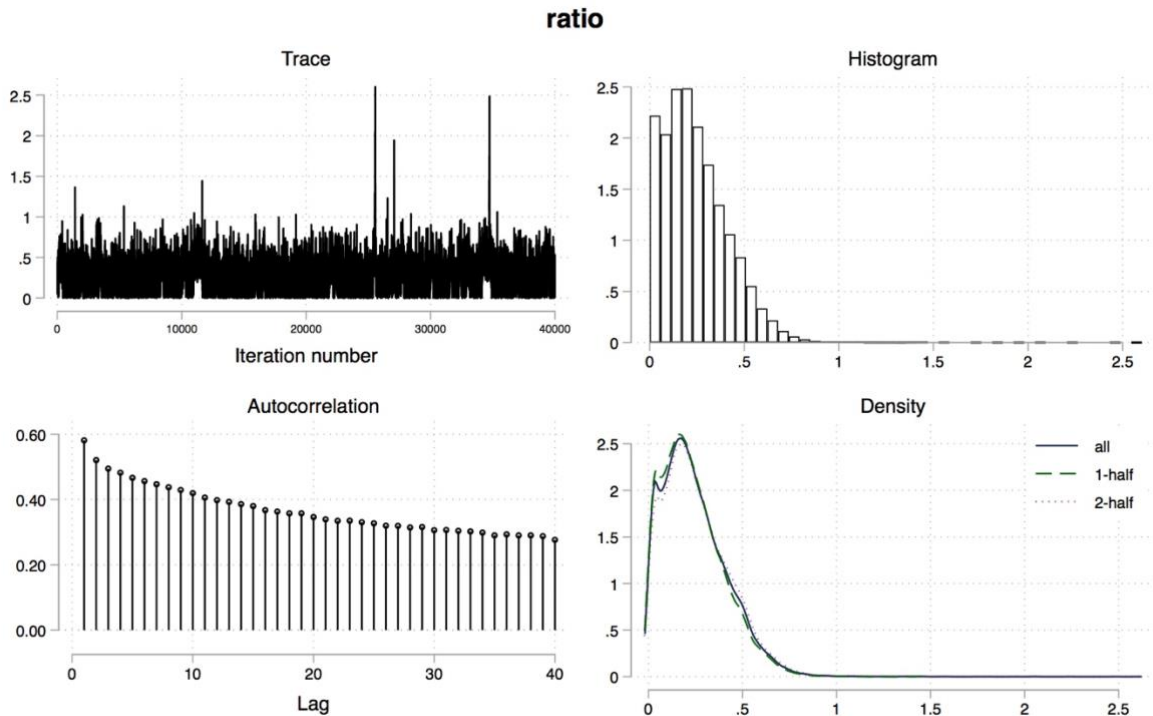 ratio
Trace
2.5
2
1.5
1
.5
0
0 10000 20000 30000 40000
Iteration number
Histogram
2.5
2
1.5
1
.5
0
0 .5 1 1.5 2 2.5
Autocorrelation
0.60
0.40
0.20
0.00
0 10 20 30 40
Lag
Density
2.5
2
1.5
1
.5
0
0 .5 1 1.5 2 2.5
all
1-half
2-half